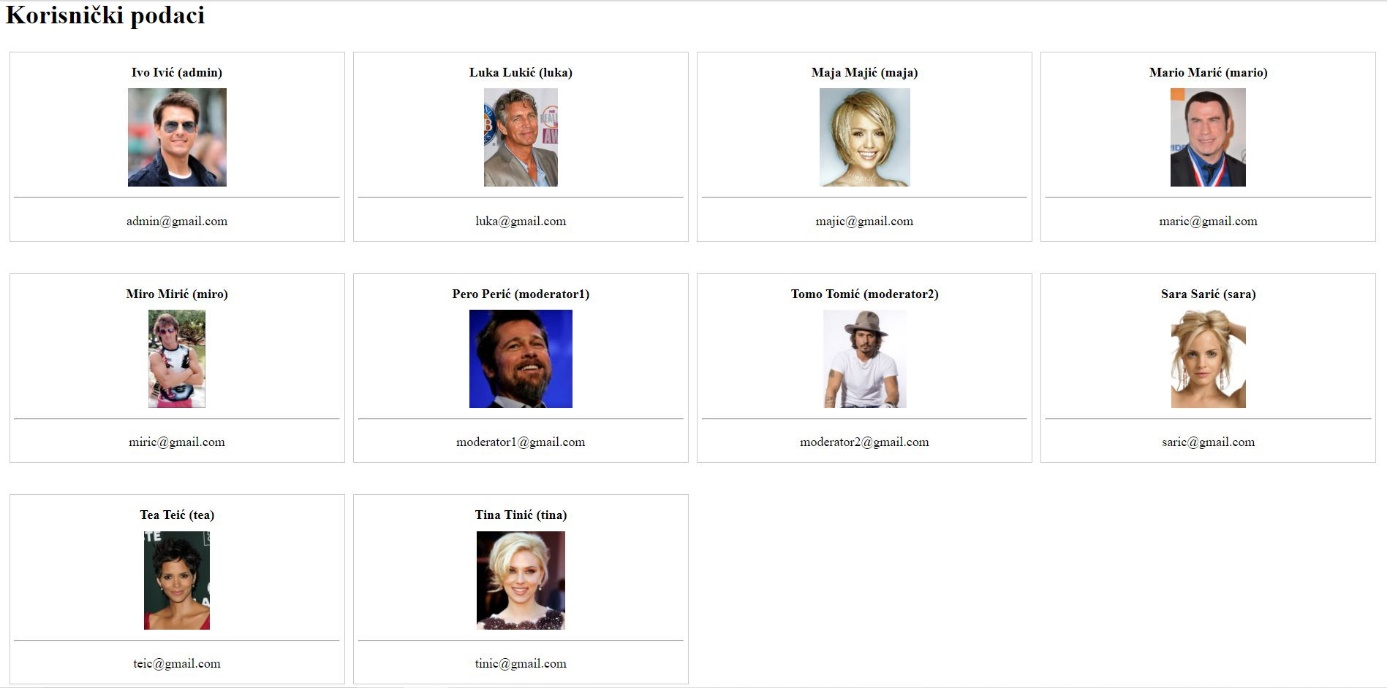 Korisnički podaci
Ivo Ivić (admin)
admin@gmail.com
Luka Lukić (luka)
luka@gmail.com
Maja Majić (maja)
majic@gmail.com
Mario Marić (mario)
maric@gmail.com
Miro Mirić (miro)
miric@gmail.com
Pero Perić (moderator1)
moderator1@gmail.com
Tomo Tomić (moderator2)
moderator2@gmail.com
Sara Sarić (sara)
saric@gmail.com
Tea Teić (tea)
teic@gmail.com
Tina Tinić (tina)
tinic@gmail.com